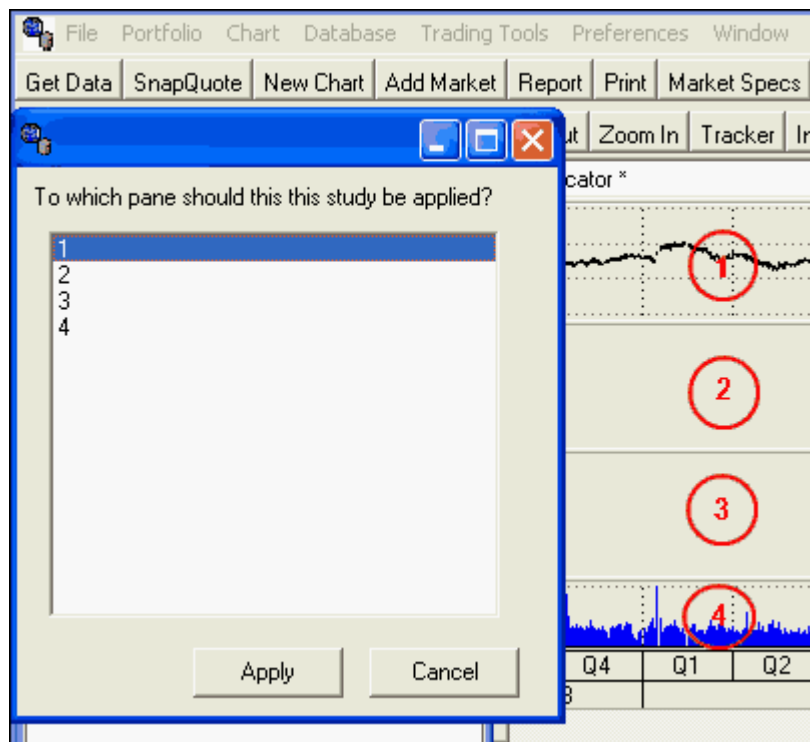 File Portfolio Chart Database Trading Tools Preferences Window
Get Data SnapQuote New Chart Add Market Report Print Market Specs
Zoom In Tracker
To which pane should this this study be applied?
1
2
3
4
1
2
3
4
Q4 Q1 Q2
Apply Cancel